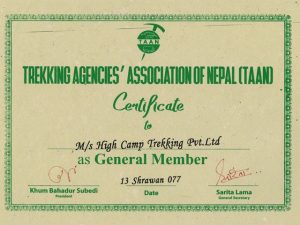 TAAN
TREKKING AGENCIES' ASSOCIATION OF NEPAL (TAAN)
Certificate
to
M/s High Camp Trekking Pvt.Ltd
as General Member
13 Shrawan 077
Khum Bahadur Subedi
President
Date
Sarita Lama
General Secretary